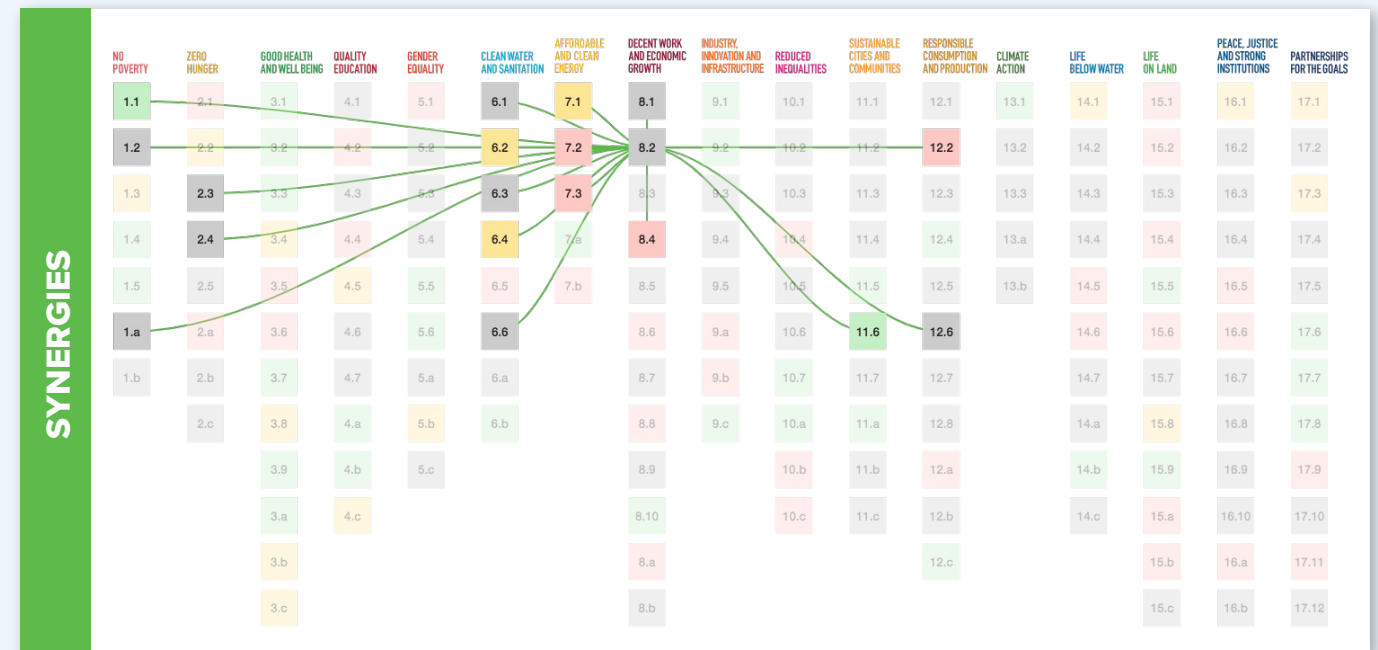 SYNERGIES
NO
POVERTY
ZERO
HUNGER
GOOD HEALTH
AND WELL BEING
QUALITY
EDUCATION
GENDER
EQUALITY
CLEAN WATER
AND SANITATION
AFFORDABLE
AND CLEAN
ENERGY
DECENT WORK
AND ECONOMIC
GROWTH
INDUSTRY,
INNOVATION AND
INFRASTRUCTURE
REDUCED
INEQUALITIES
SUSTAINABLE
CITIES AND
COMMUNITIES
RESPONSIBLE
CONSUMPTION
AND PRODUCTION
CLIMATE
ACTION
LIFE
BELOW WATER
LIFE
ON LAND
PEACE, JUSTICE
AND STRONG
INSTITUTIONS
PARTNERSHIPS
FOR THE GOALS
1.1 2.1 3.1 4.1 5.1 6.1 7.1 8.1 9.1 10.1 11.1 12.1 13.1 14.1 15.1 16.1 17.1
1.2 2.2 3.2 4.2 5.2 6.2 7.2 8.2 9.2 10.2 11.2 12.2 13.2 14.2 15.2 16.2 17.2
1.3 2.3 3.3 4.3 5.3 6.3 7.3 8.3 9.3 10.3 11.3 12.3 13.3 14.3 15.3 16.3 17.3
1.4 2.4 3.4 4.4 5.4 6.4 7.a 8.4 9.4 10.4 11.4 12.4 13.a 14.4 15.4 16.4 17.4
1.5 2.5 3.5 4.5 5.5 6.5 7.b 8.5 9.5 10.5 11.5 12.5 13.b 14.5 15.5 16.5 17.5
1.a 2.a 3.6 4.6 5.6 6.6 8.6 9.a 10.6 11.6 12.6 14.6 15.6 16.6 17.6
1.b 2.b 3.7 4.7 5.a 6.a 8.7 9.b 10.7 11.7 12.7 14.7 15.7 16.7 17.7
2.c 3.8 4.a 5.b 6.b 8.8 9.c 10.a 11.a 12.8 14.a 15.8 16.8 17.8
3.9 4.b 5.c 8.9 10.b 11.b 12.a 14.b 15.9 16.9 17.9
3.a 4.c 8.10 10.c 11.c 12.b 14.c 15.a 16.10 17.10
3.b 8.a 12.c 15.b 16.a 17.11
3.c 8.b 15.c 16.b 17.12